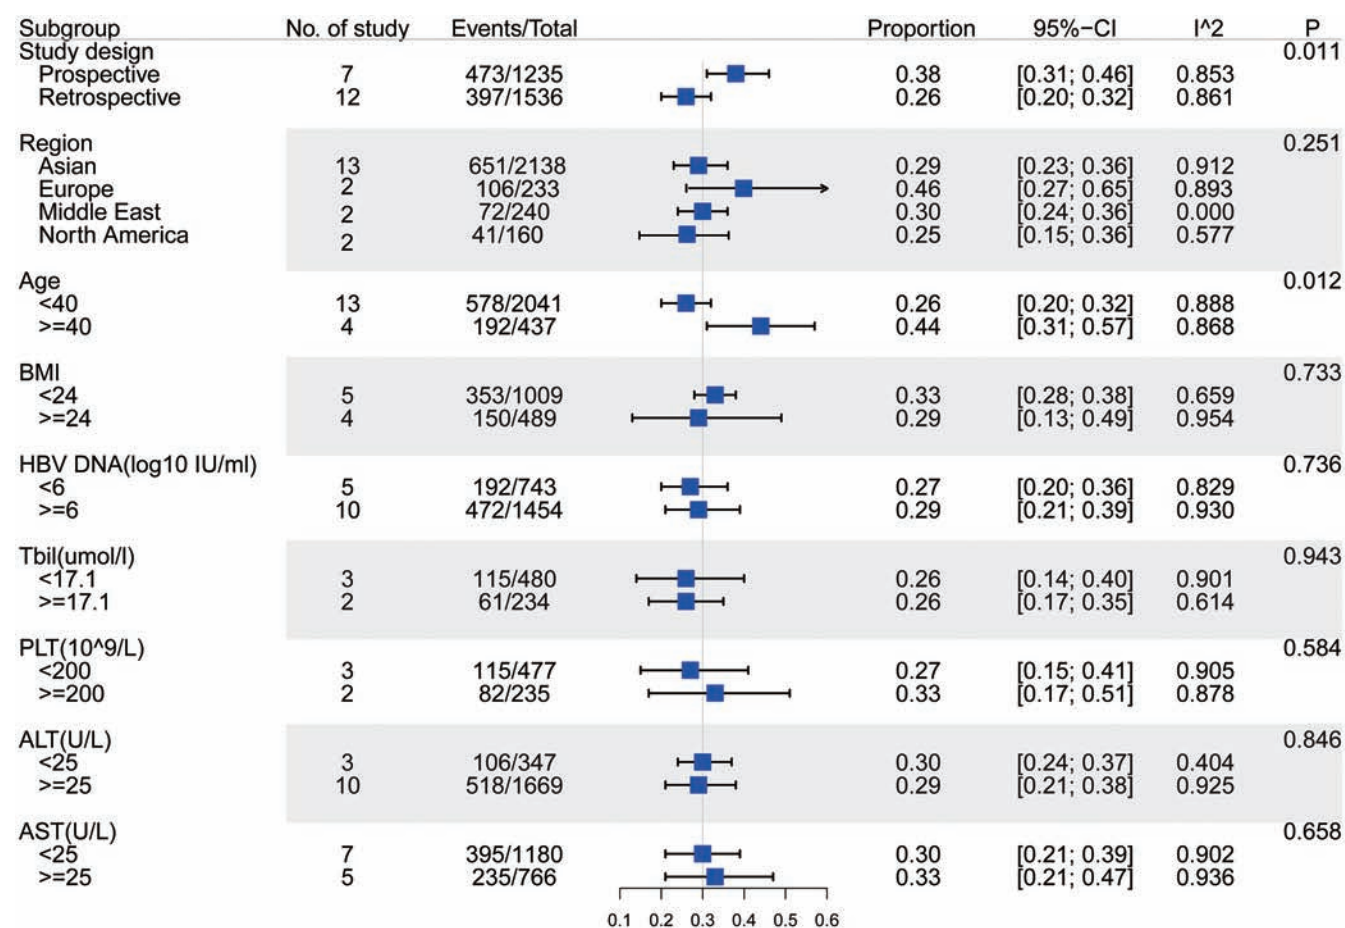 Subgroup No. of study Events/Total Proportion 95%−CI I^2 P
Study design 0.011
Prospective 7 473/1235 0.38 [0.31; 0.46] 0.853
Retrospective 12 397/1536 0.26 [0.20; 0.32] 0.861
Region 0.251
Asian 13 651/2138 0.29 [0.23; 0.36] 0.912
Europe 2 106/233 0.46 [0.27; 0.65] 0.893
Middle East 2 72/240 0.30 [0.24; 0.36] 0.000
North America 2 41/160 0.25 [0.15; 0.36] 0.577
Age 0.012
<40 13 578/2041 0.26 [0.20; 0.32] 0.888
>=40 4 192/437 0.44 [0.31; 0.57] 0.868
BMI 0.733
<24 5 353/1009 0.33 [0.28; 0.38] 0.659
>=24 4 150/489 0.29 [0.13; 0.49] 0.954
HBV DNA(log10 IU/ml) 0.736
<6 5 192/743 0.27 [0.20; 0.36] 0.829
>=6 10 472/1454 0.29 [0.21; 0.39] 0.930
Tbil(umol/l) 0.943
<17.1 3 115/480 0.26 [0.14; 0.40] 0.901
>=17.1 2 61/234 0.26 [0.17; 0.35] 0.614
PLT(10^9/L) 0.584
<200 3 115/477 0.27 [0.15; 0.41] 0.905
>=200 2 82/235 0.33 [0.17; 0.51] 0.878
ALT(U/L) 0.846
<25 3 106/347 0.30 [0.24; 0.37] 0.404
>=25 10 518/1669 0.29 [0.21; 0.38] 0.925
AST(U/L) 0.658
<25 7 395/1180 0.30 [0.21; 0.39] 0.902
>=25 5 235/766 0.33 [0.21; 0.47] 0.936
0.1 0.2 0.3 0.4 0.5 0.6